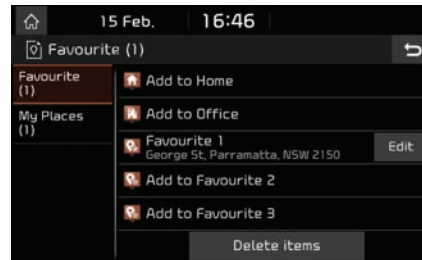 15 Feb. 16:46
Favourite (1)
Favourite
(1)
Add to Home
My Places
(1)
Add to Office
Favourite 1
George St, Parramatta, NSW 2150
Edit
Add to Favourite 2
Add to Favourite 3
Delete items